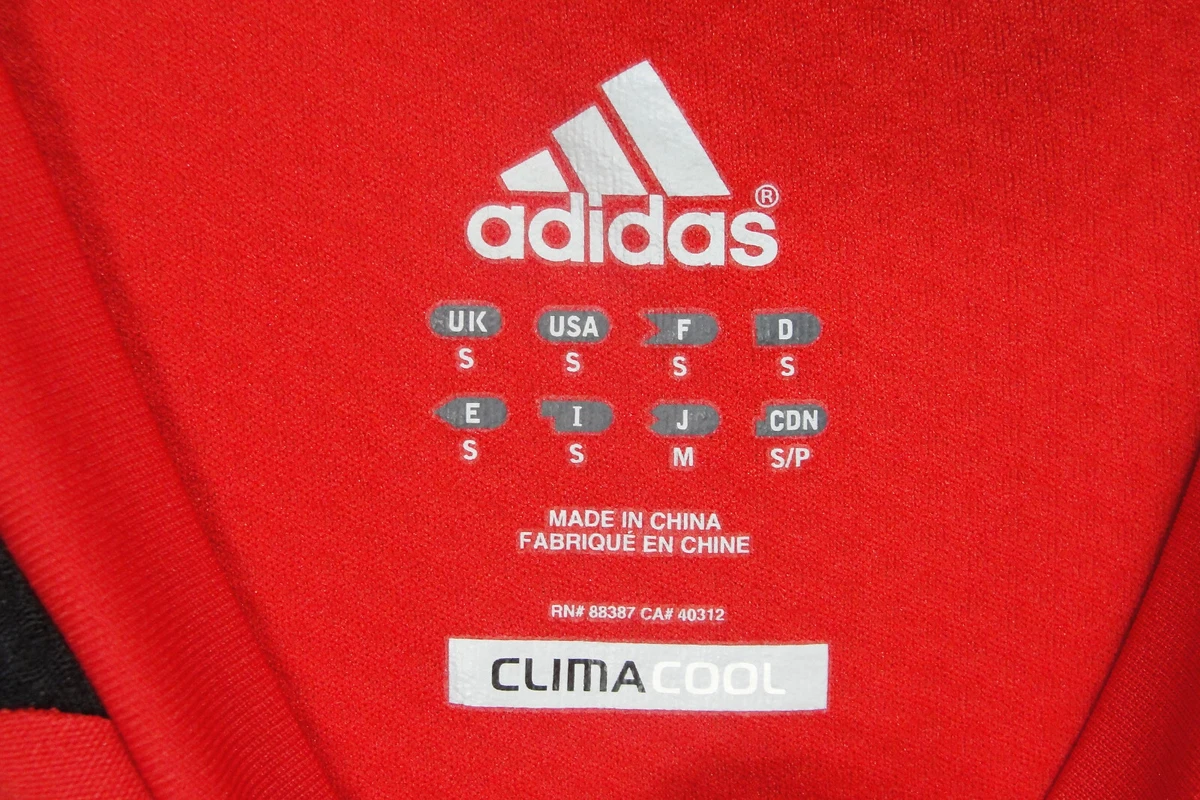 adidas®
UK USA F D
S S S S
E I J CDN
S S M S/P
MADE IN CHINA
FABRIQUÉ EN CHINE
RN# 88387 CA# 40312
CLIMACOOL